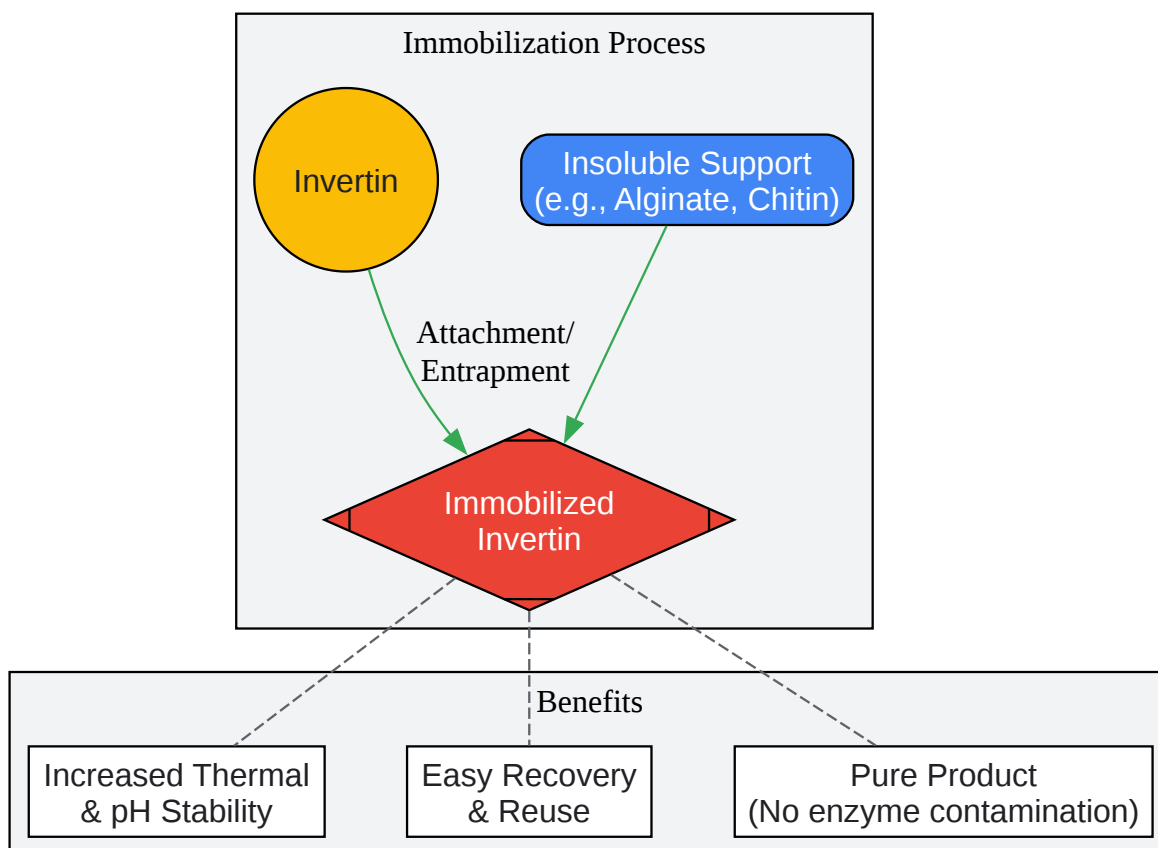 Immobilization Process
Invertin
Insoluble Support
(e.g., Alginate, Chitin)
Attachment/
Entrapment
Immobilized
Invertin
Benefits
Increased Thermal
& pH Stability
Easy Recovery
& Reuse
Pure Product
(No enzyme contamination)